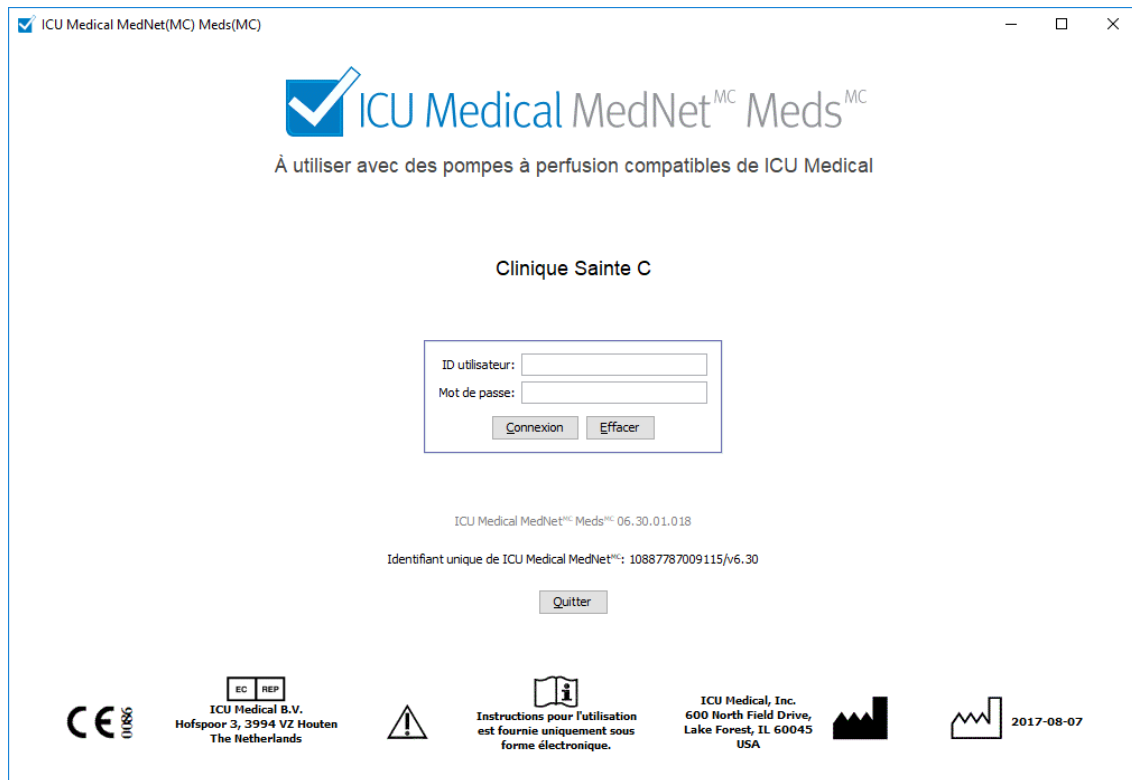 ICU Medical MedNet(MC) Meds(MC)
ICU Medical MedNet MC Meds MC
À utiliser avec des pompes à perfusion compatibles de ICU Medical
Clinique Sainte C
ID utilisateur:
Mot de passe:
Connexion Effacer
ICU Medical MedNet MC Meds MC 06.30.01.018
Identifiant unique de ICU Medical MedNet MC: 10887787009115/v6.30
Quitter
CE 0086
EC REP
ICU Medical B.V.
Hofspoor 3, 3994 VZ Houten
The Netherlands
Instructions pour l'utilisation
est fournie uniquement sous
forme électronique.
ICU Medical, Inc.
600 North Field Drive,
Lake Forest, IL 60045
USA
2017-08-07